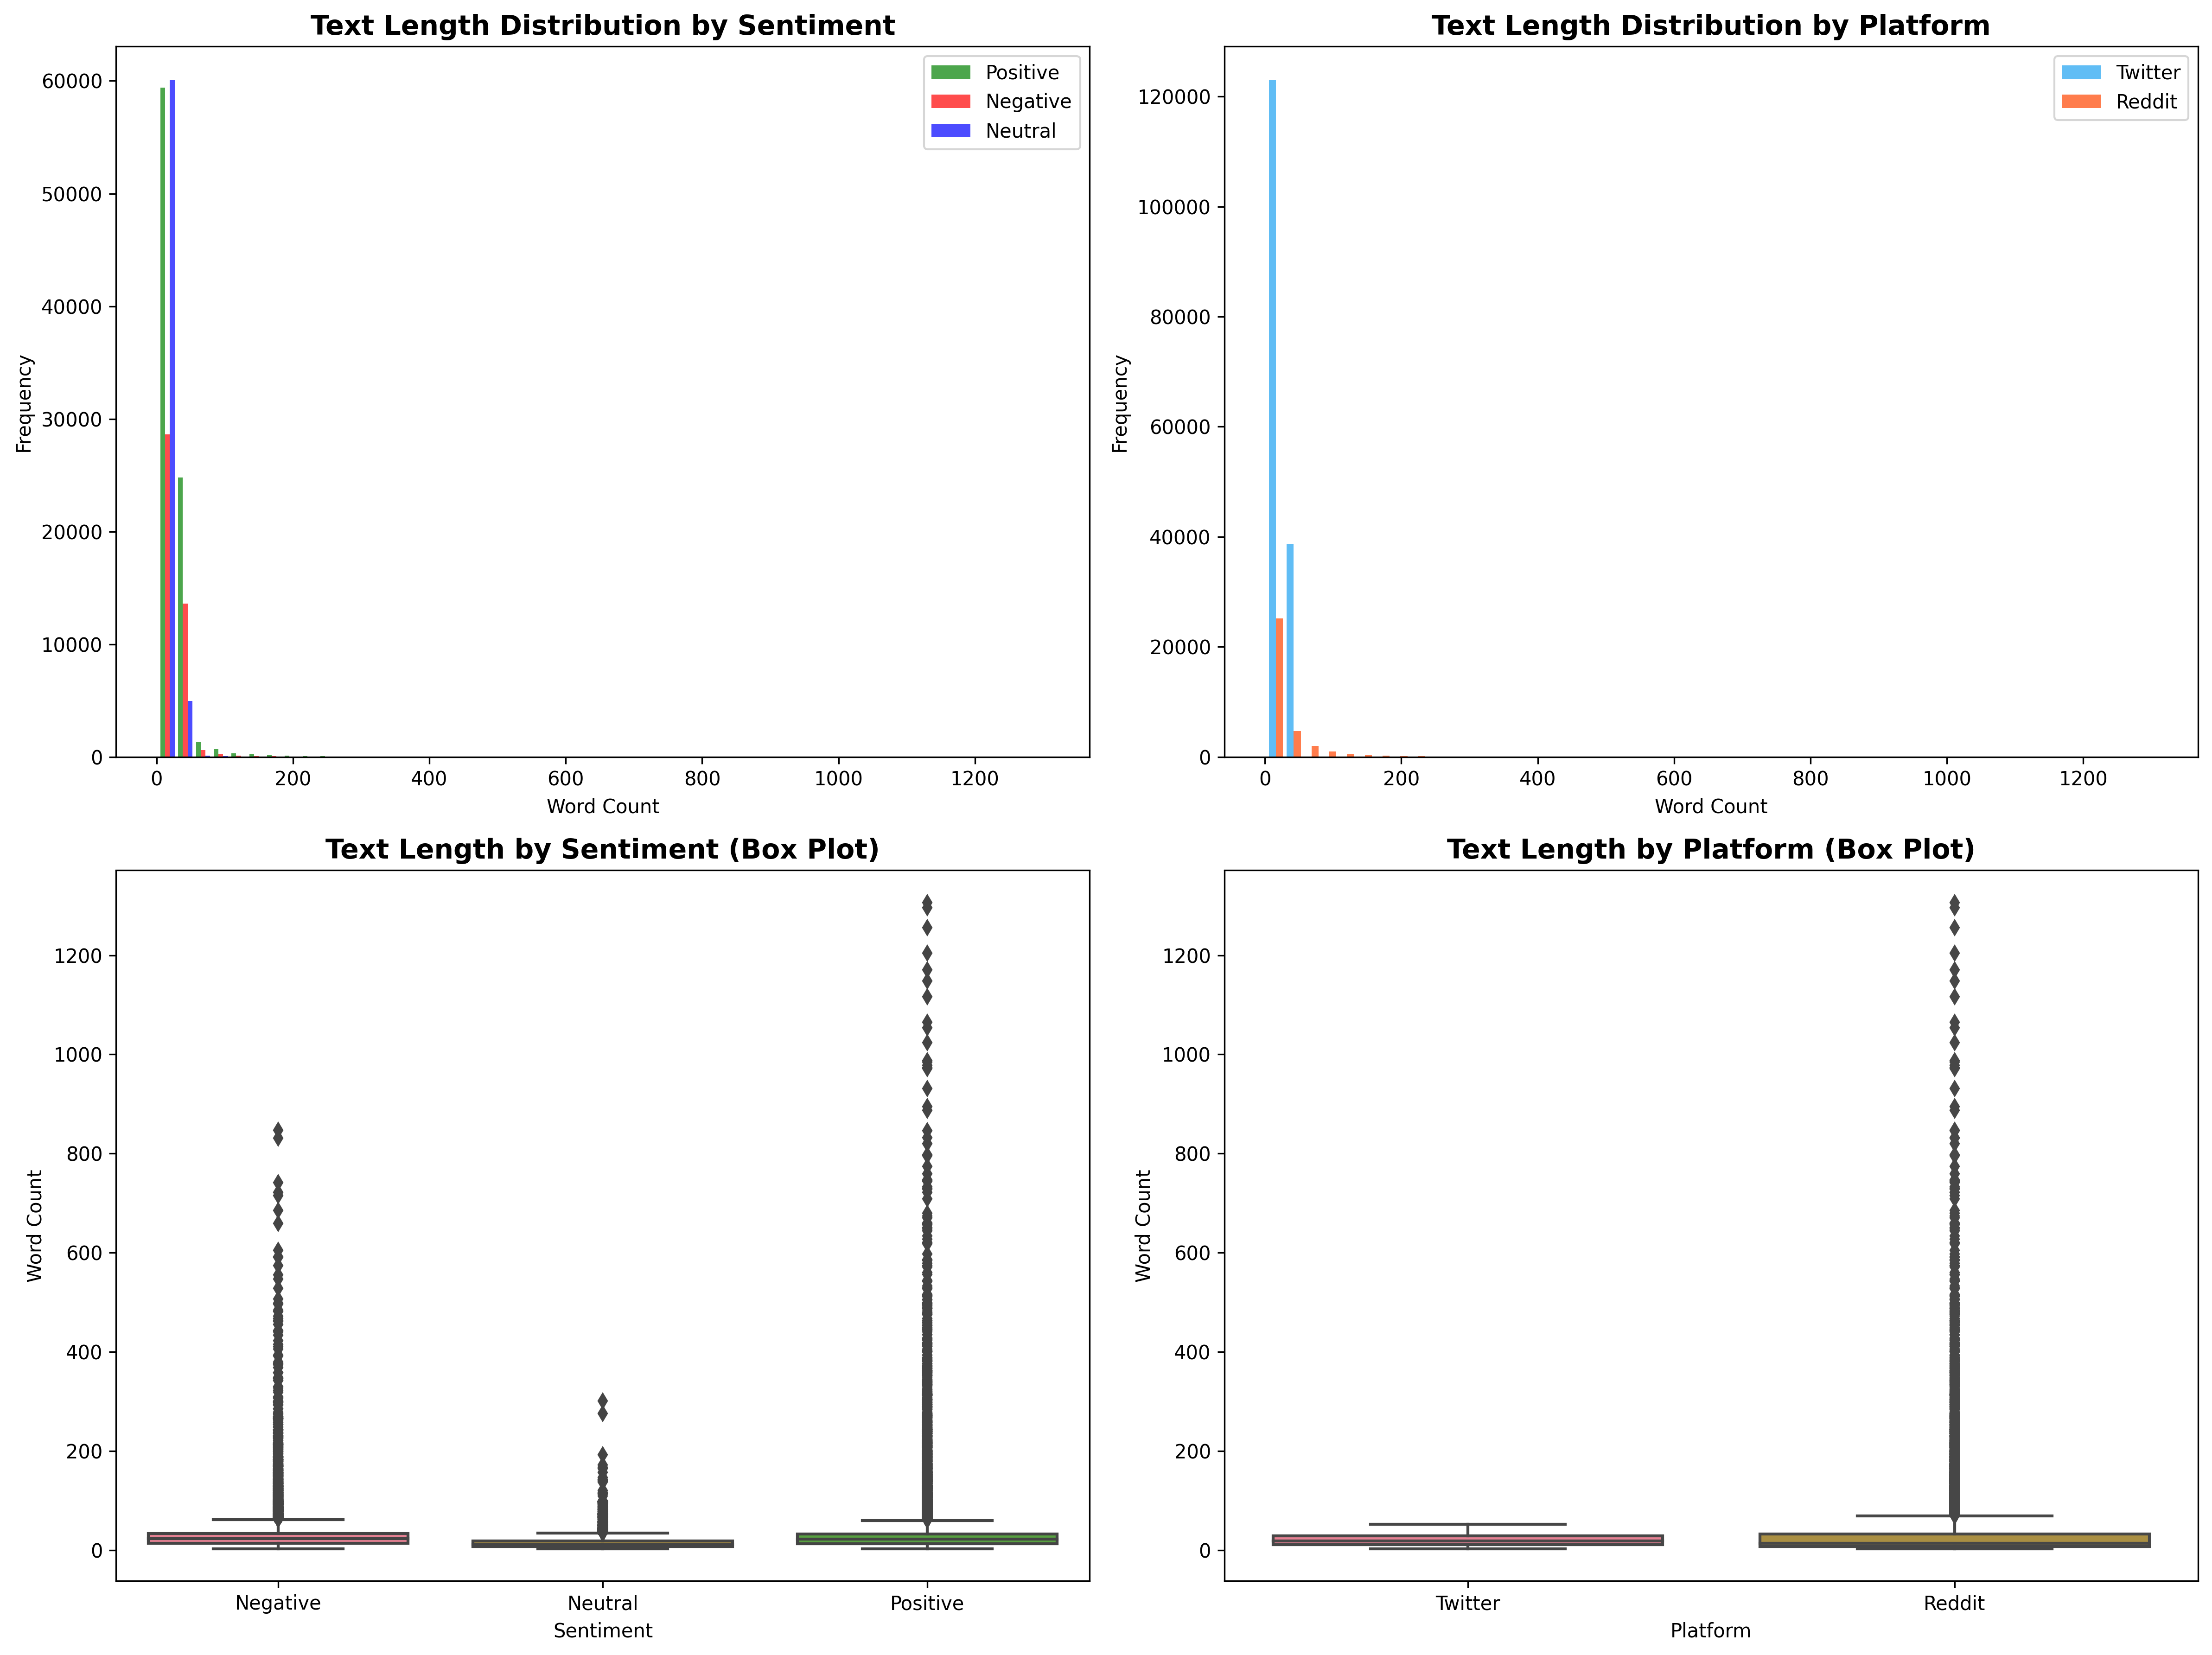 Text Length Distribution by Sentiment
Positive
Negative
Neutral
60000
50000
40000
30000
20000
10000
0
Frequency
0 200 400 600 800 1000 1200
Word Count
Text Length Distribution by Platform
Twitter
Reddit
120000
100000
80000
60000
40000
20000
0
Frequency
0 200 400 600 800 1000 1200
Word Count
Text Length by Sentiment (Box Plot)
1200
1000
800
600
400
200
0
Word Count
Negative Neutral Positive
Sentiment
Text Length by Platform (Box Plot)
1200
1000
800
600
400
200
0
Word Count
Twitter Reddit
Platform